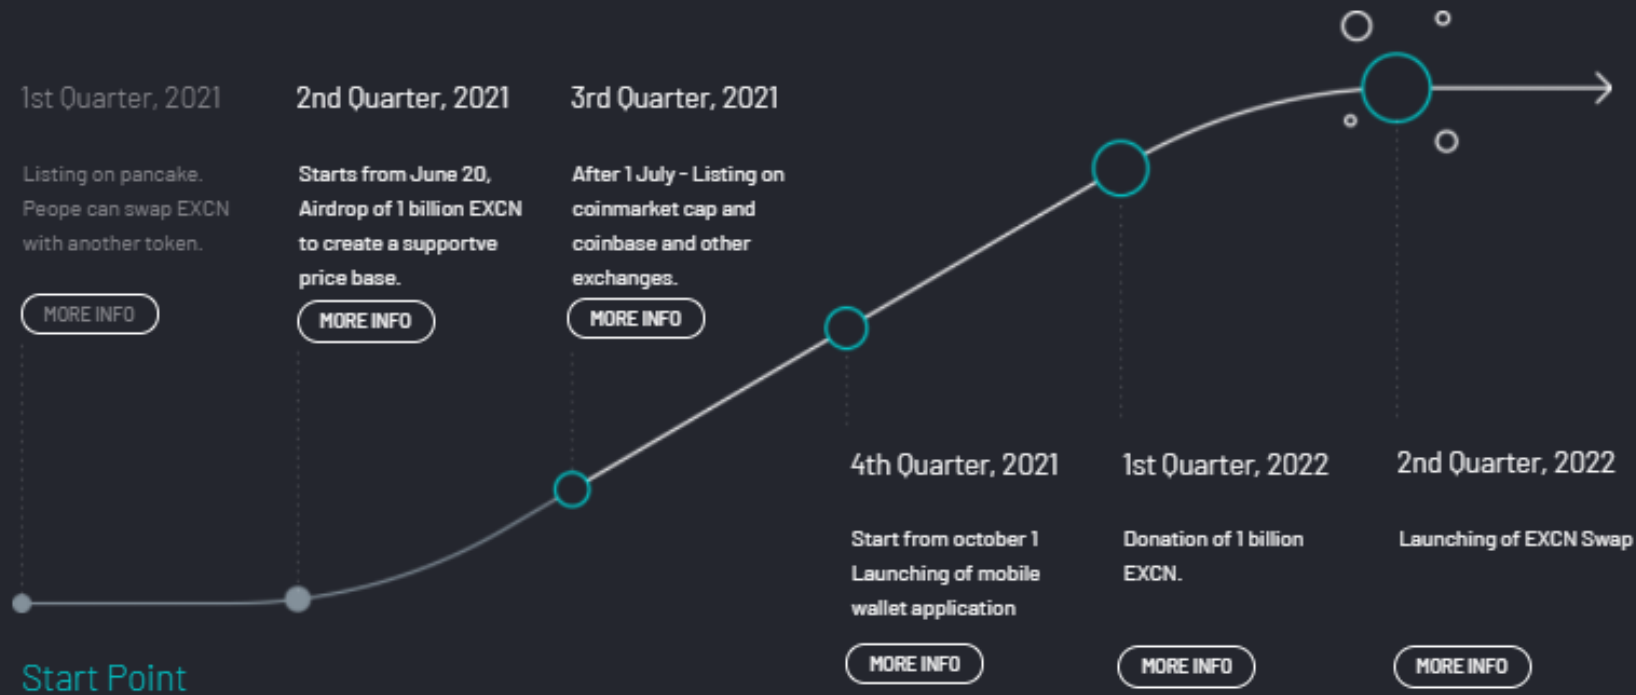 1st Quarter, 2021
Listing on pancake.
Peope can swap EXCN
with another token.
MORE INFO
2nd Quarter, 2021
Starts from June 20,
Airdrop of 1 billion EXCN
to create a supportve
price base.
MORE INFO
3rd Quarter, 2021
After 1 July - Listing on
coinmarket cap and
coinbase and other
exchanges.
MORE INFO
4th Quarter, 2021
Start from october 1
Launching of mobile
wallet application
MORE INFO
1st Quarter, 2022
Donation of 1 billion
EXCN.
MORE INFO
2nd Quarter, 2022
Launching of EXCN Swap
MORE INFO
Start Point